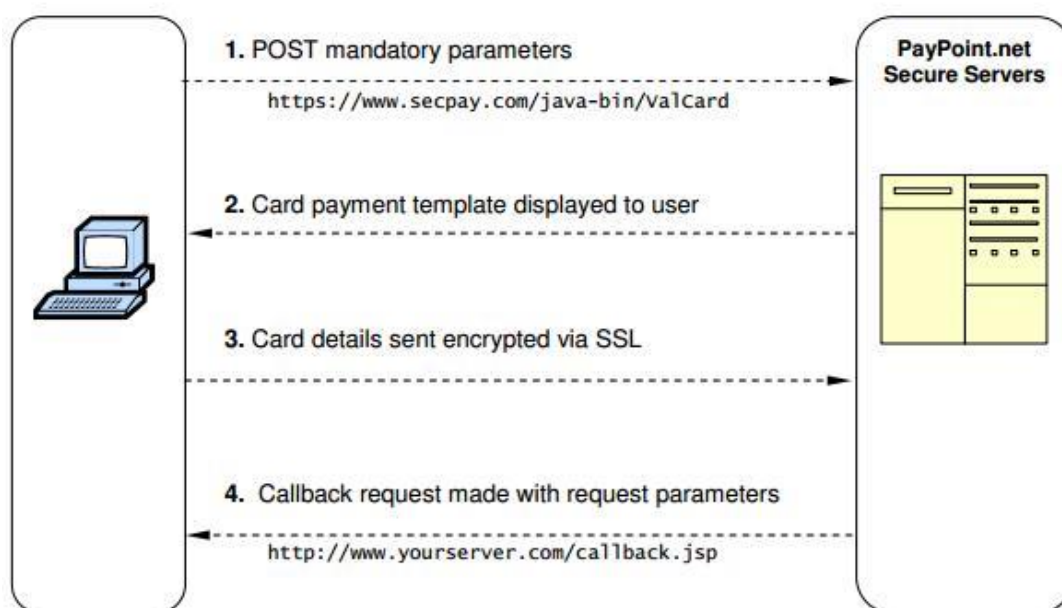 1. POST mandatory parameters
https://www.secpay.com/java-bin/ValCard
PayPoint.net
Secure Servers
2. Card payment template displayed to user
3. Card details sent encrypted via SSL
4. Callback request made with request parameters
http://www.yourserver.com/callback.jsp